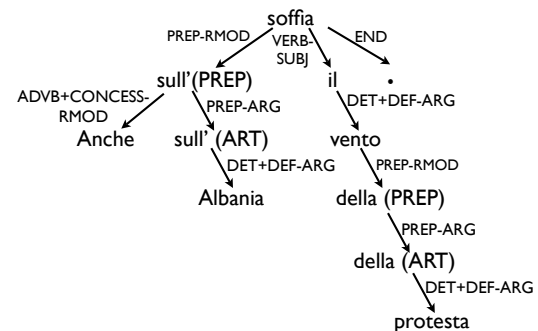 soffia
PREP-RMOD VERB-SUBJ END
sull'(PREP) il .
ADVB+CONCESS-RMOD PREP-ARG DET+DEF-ARG
Anche sull' (ART) vento
DET+DEF-ARG PREP-RMOD
Albania della (PREP)
PREP-ARG
della (ART)
DET+DEF-ARG
protesta